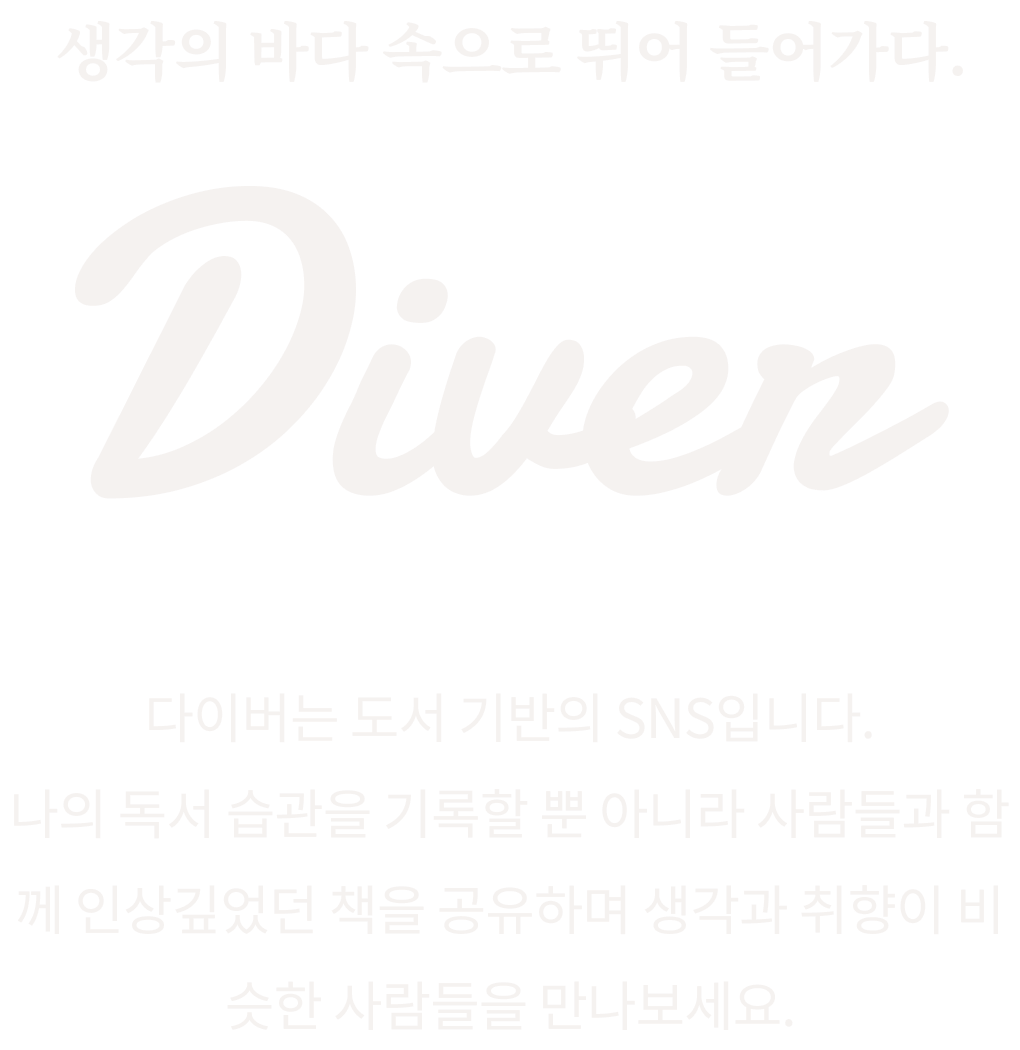 생각의 바다 속으로 뛰어 들어가다.
Diver
다이버는 도서 기반의 SNS입니다.
나의 독서 습관을 기록할 뿐 아니라 사람들과 함
께 인상깊었던 책을 공유하며 생각과 취향이 비
슷한 사람들을 만나보세요.